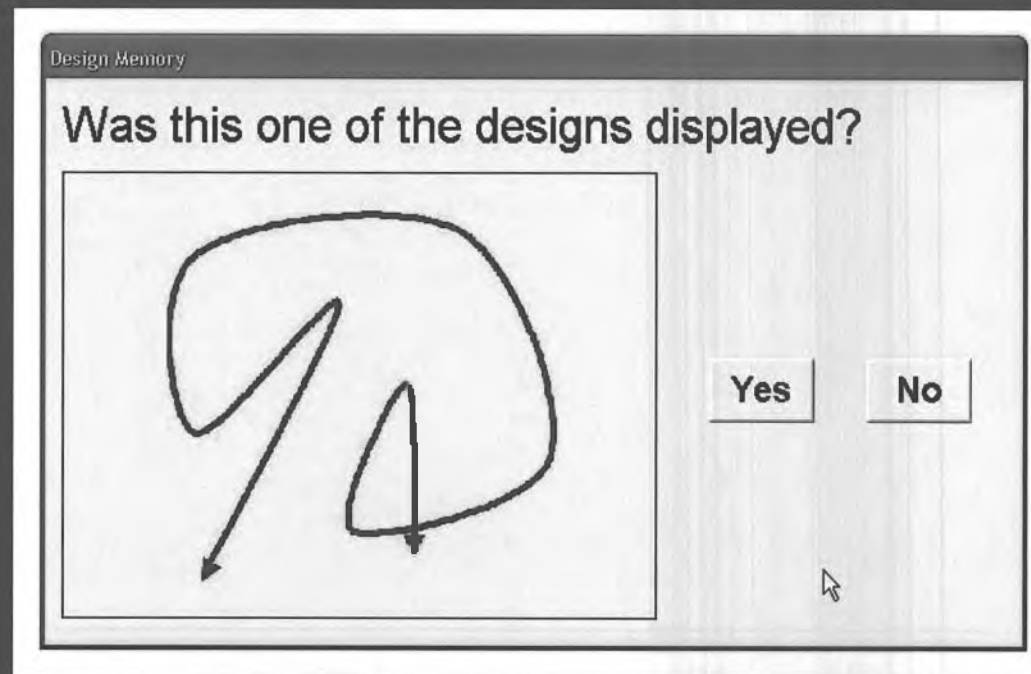 Design Memory
Was this one of the designs displayed?
Yes
No